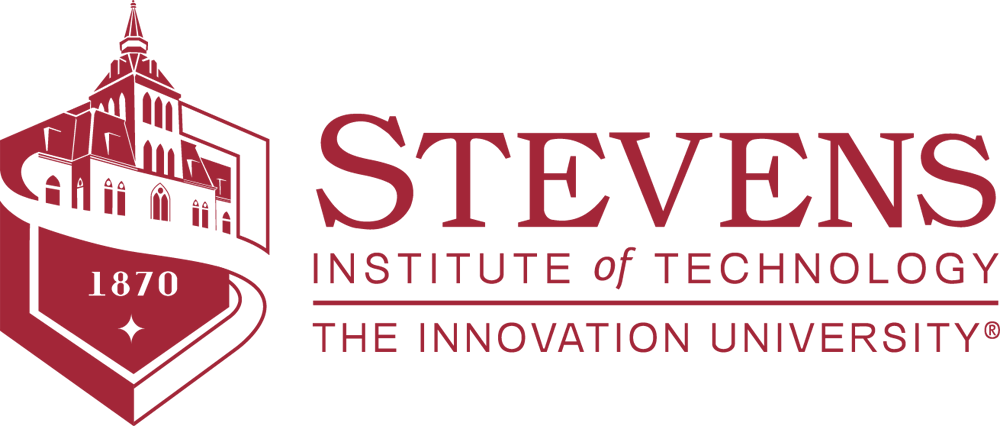 1870
STEVENS
INSTITUTE of TECHNOLOGY
THE INNOVATION UNIVERSITY®